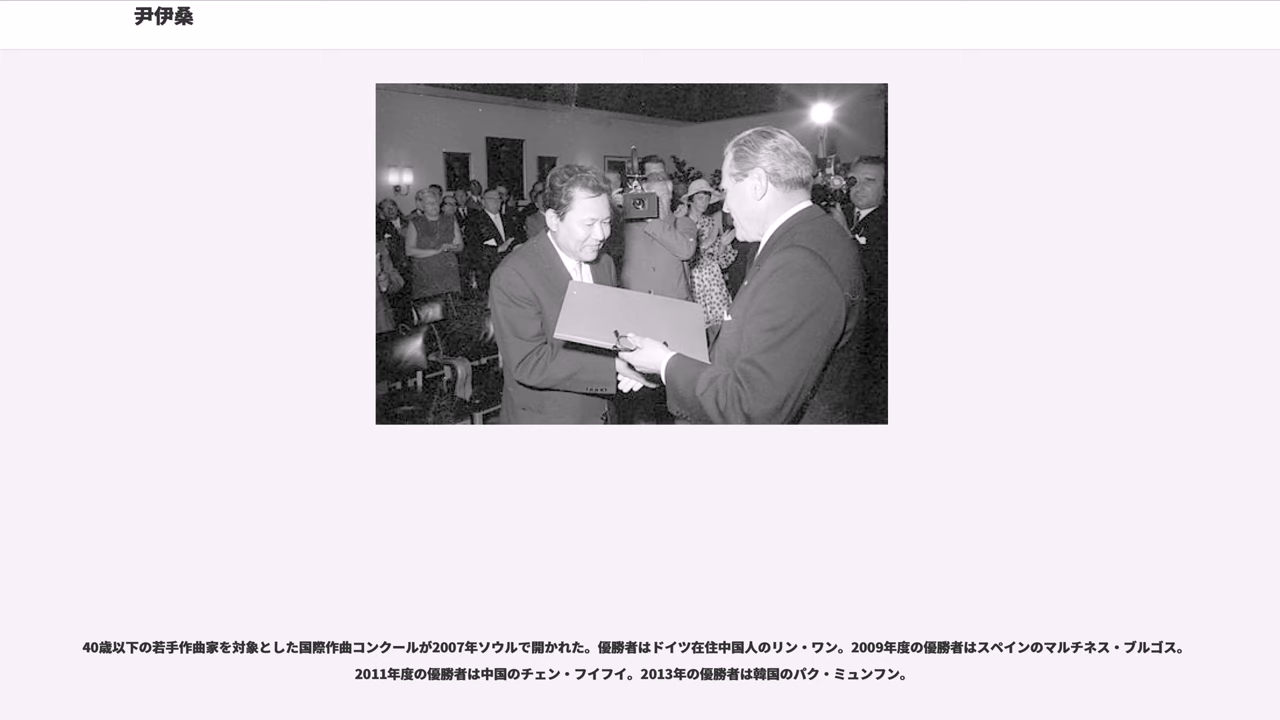 尹伊桑
40歳以下の若手作曲家を対象とした国際作曲コンクールが2007年ソウルで開かれた。優勝者はドイツ在住中国人のリン・ワン。2009年度の優勝者はスペインのマルチネス・ブルゴス。
2011年度の優勝者は中国のチェン・フイフイ。2013年の優勝者は韓国のパク・ミュンフン。